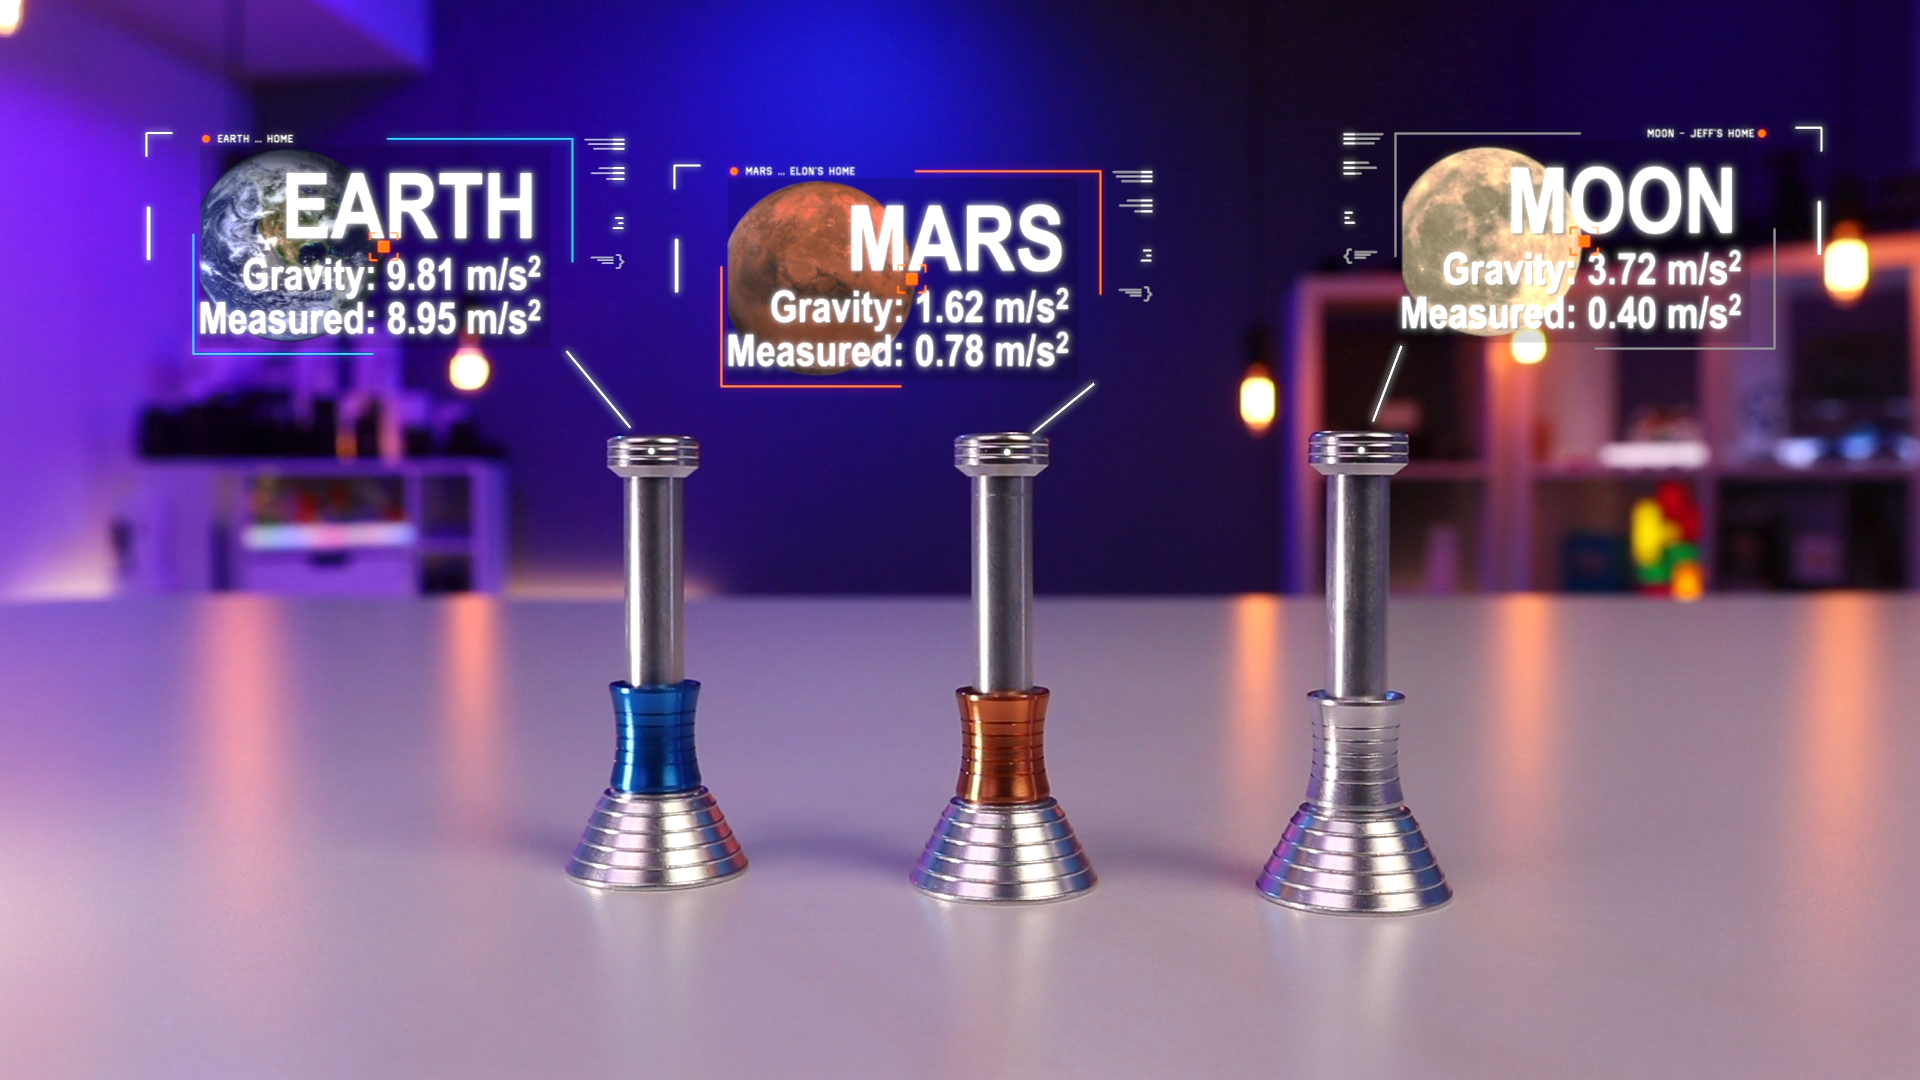 EARTH ... HOME
EARTH
Gravity: 9.81 m/s²
Measured: 8.95 m/s²
MARS ... ELON'S HOME
MARS
Gravity: 1.62 m/s²
Measured: 0.78 m/s²
MOON - JEFF'S HOME
MOON
Gravity: 3.72 m/s²
Measured: 0.40 m/s²